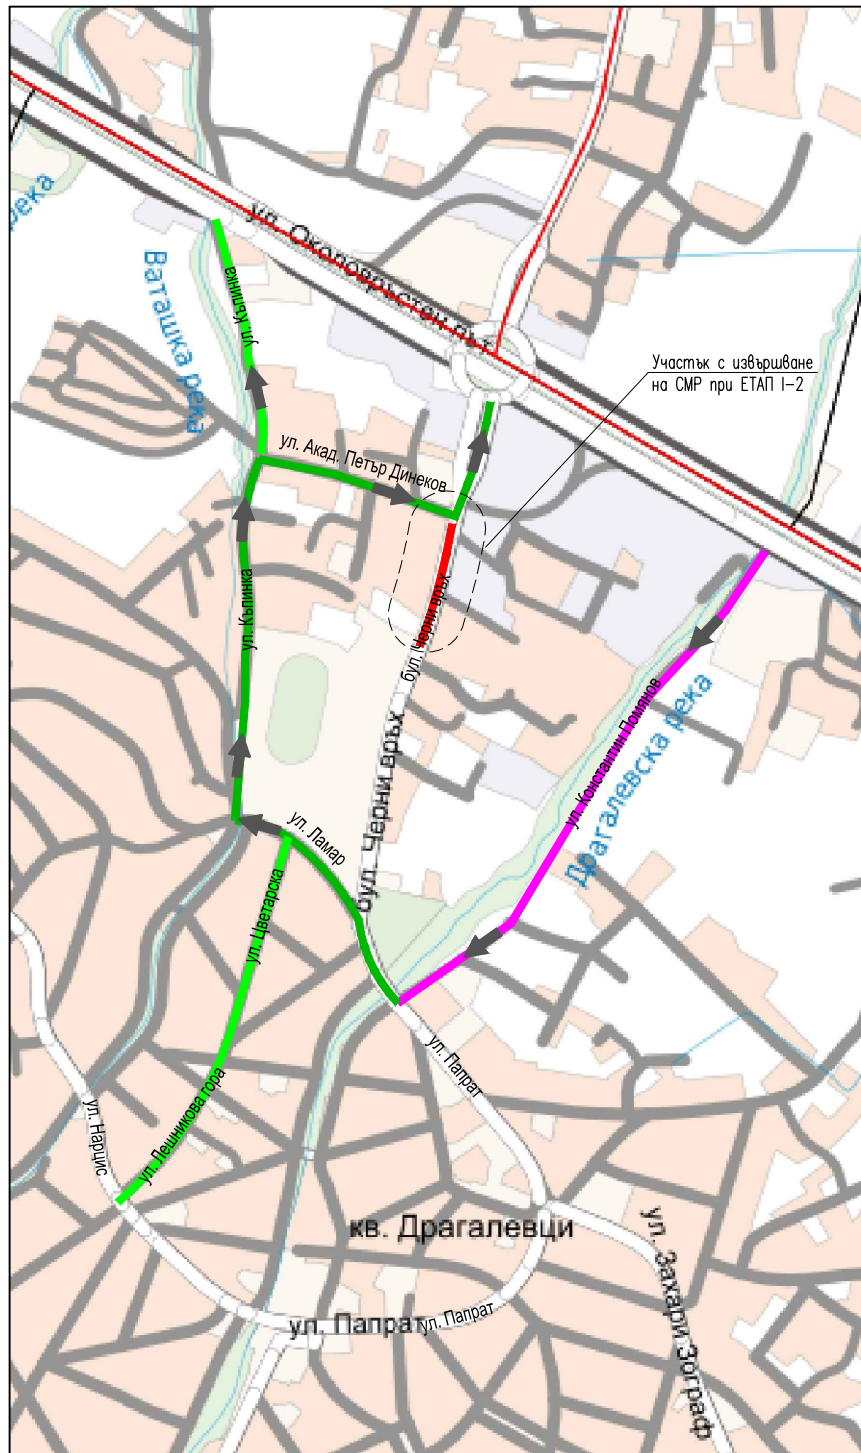 река
ул. Околовръстен път
Ваташка река
ул. Къпинка
Участък с извършване
на СМР при ЕТАП I-2
ул. Акад. Петър Динеков
бул. Черни връх
ул. Къпинка
бул. Черни връх
ул. Константин Помянов
Драгалевска река
ул. Ламар
ул. Цветарска
ул. Папрат
ул. Лешникова гора
ул. Нарцис
кв. Драгалевци
ул. Захари Зограф
ул. Папрат
ул. Папрат